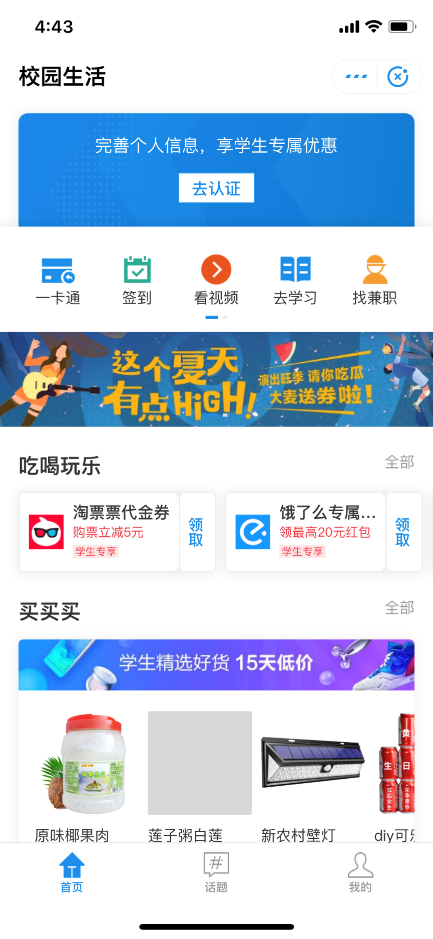 4:43
校园生活
完善个人信息，享学生专属优惠
去认证
一卡通
签到
看视频
去学习
找兼职
这个夏天
有点HiGH!
演出旺季 请你吃瓜
大麦送券啦!
吃喝玩乐
全部
淘票票代金券
购票立减5元
学生专享
领取
饿了么专属...
领最高20元红包
学生专享
领取
买买买
全部
学生精选好货 15天低价
生
日
黄
原味椰果肉
莲子粥白莲
新农村壁灯
diy可乐
首页
#
话题
我的